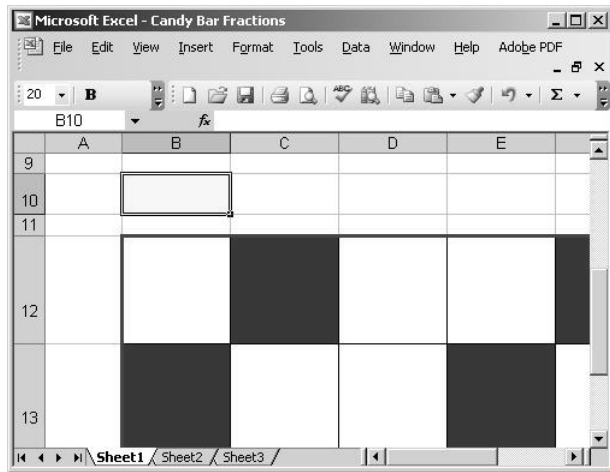 Microsoft Excel - Candy Bar Fractions
File Edit View Insert Format Tools Data Window Help Adobe PDF
20 B ABC Σ
B10 fx
A B C D E
9
10
11
12
13
Sheet1 Sheet2 Sheet3